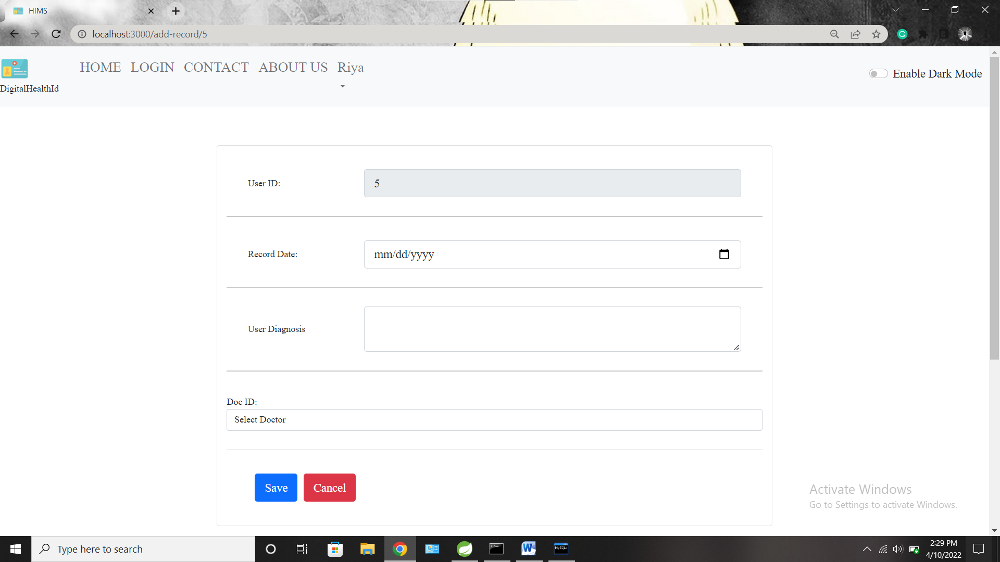 HIMS
localhost:3000/add-record/5
HOME LOGIN CONTACT ABOUT US Riya
DigitalHealthId
Enable Dark Mode
User ID:
5
Record Date:
mm/dd/yyyy
User Diagnosis
Doc ID:
Select Doctor
Save Cancel
Activate Windows
Go to Settings to activate Windows.
Type here to search
2:29 PM
4/10/2022